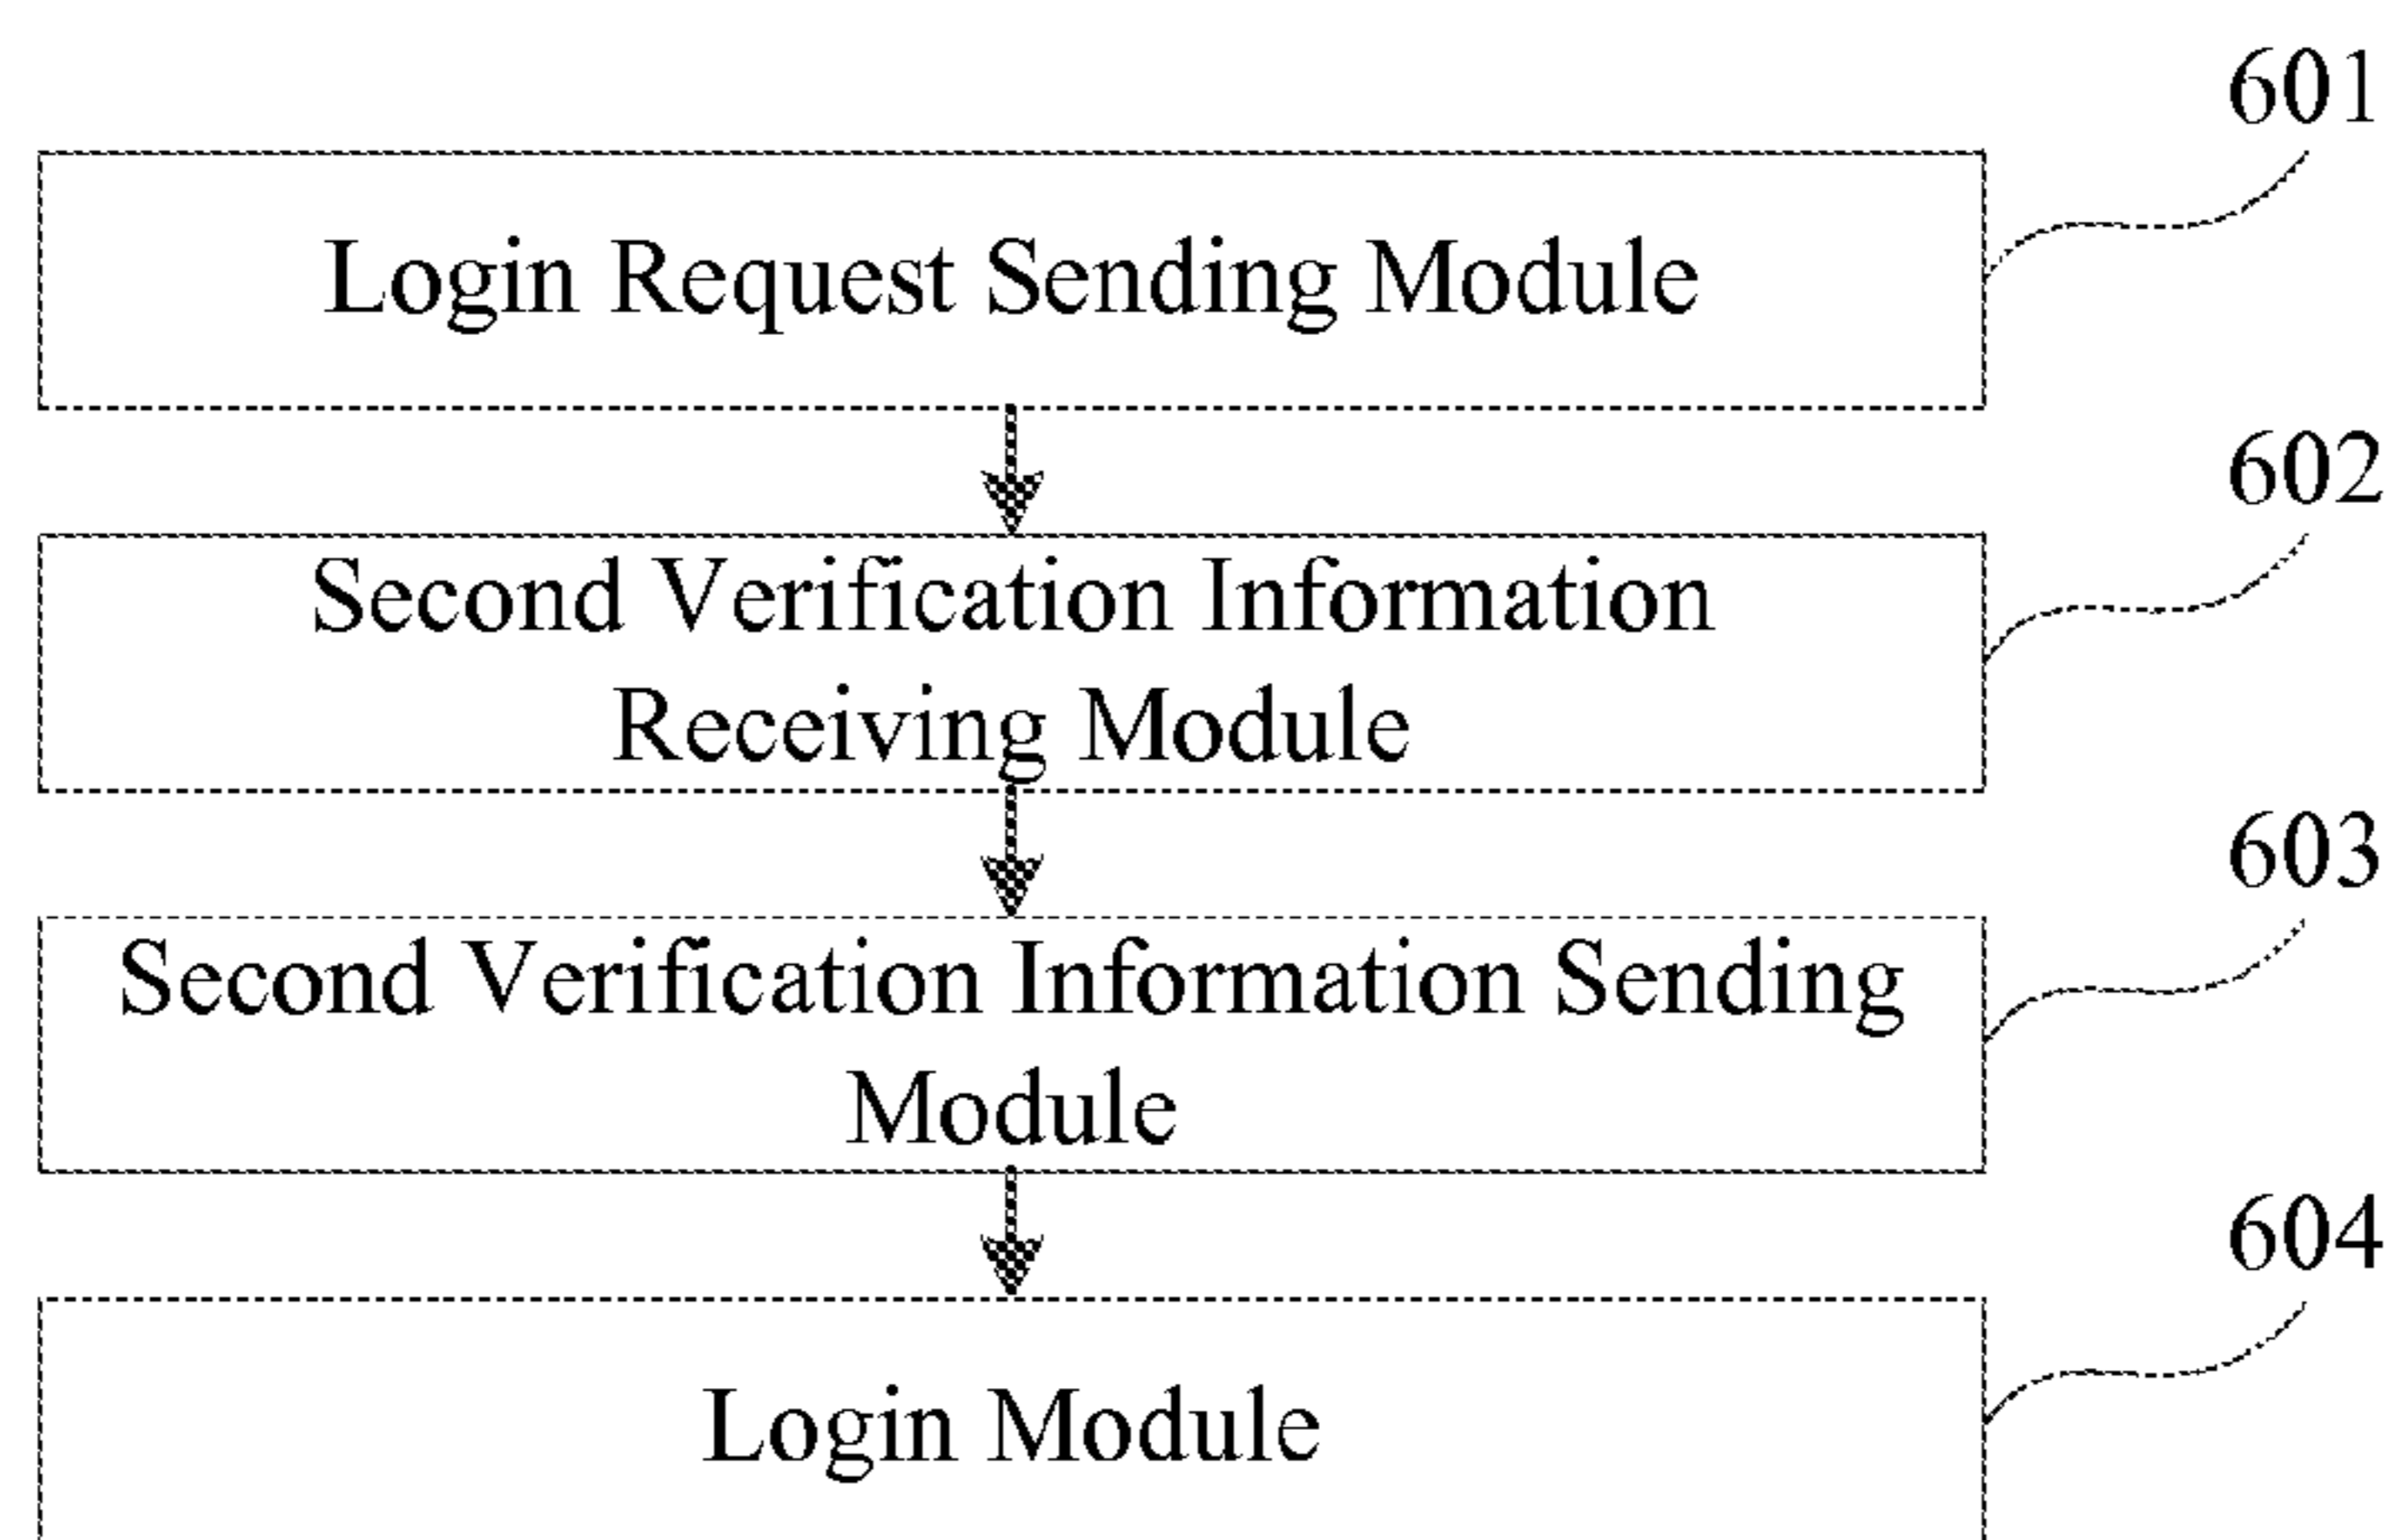 601
Login Request Sending Module
602
Second Verification Information
Receiving Module
603
Second Verification Information Sending
Module
604
Login Module